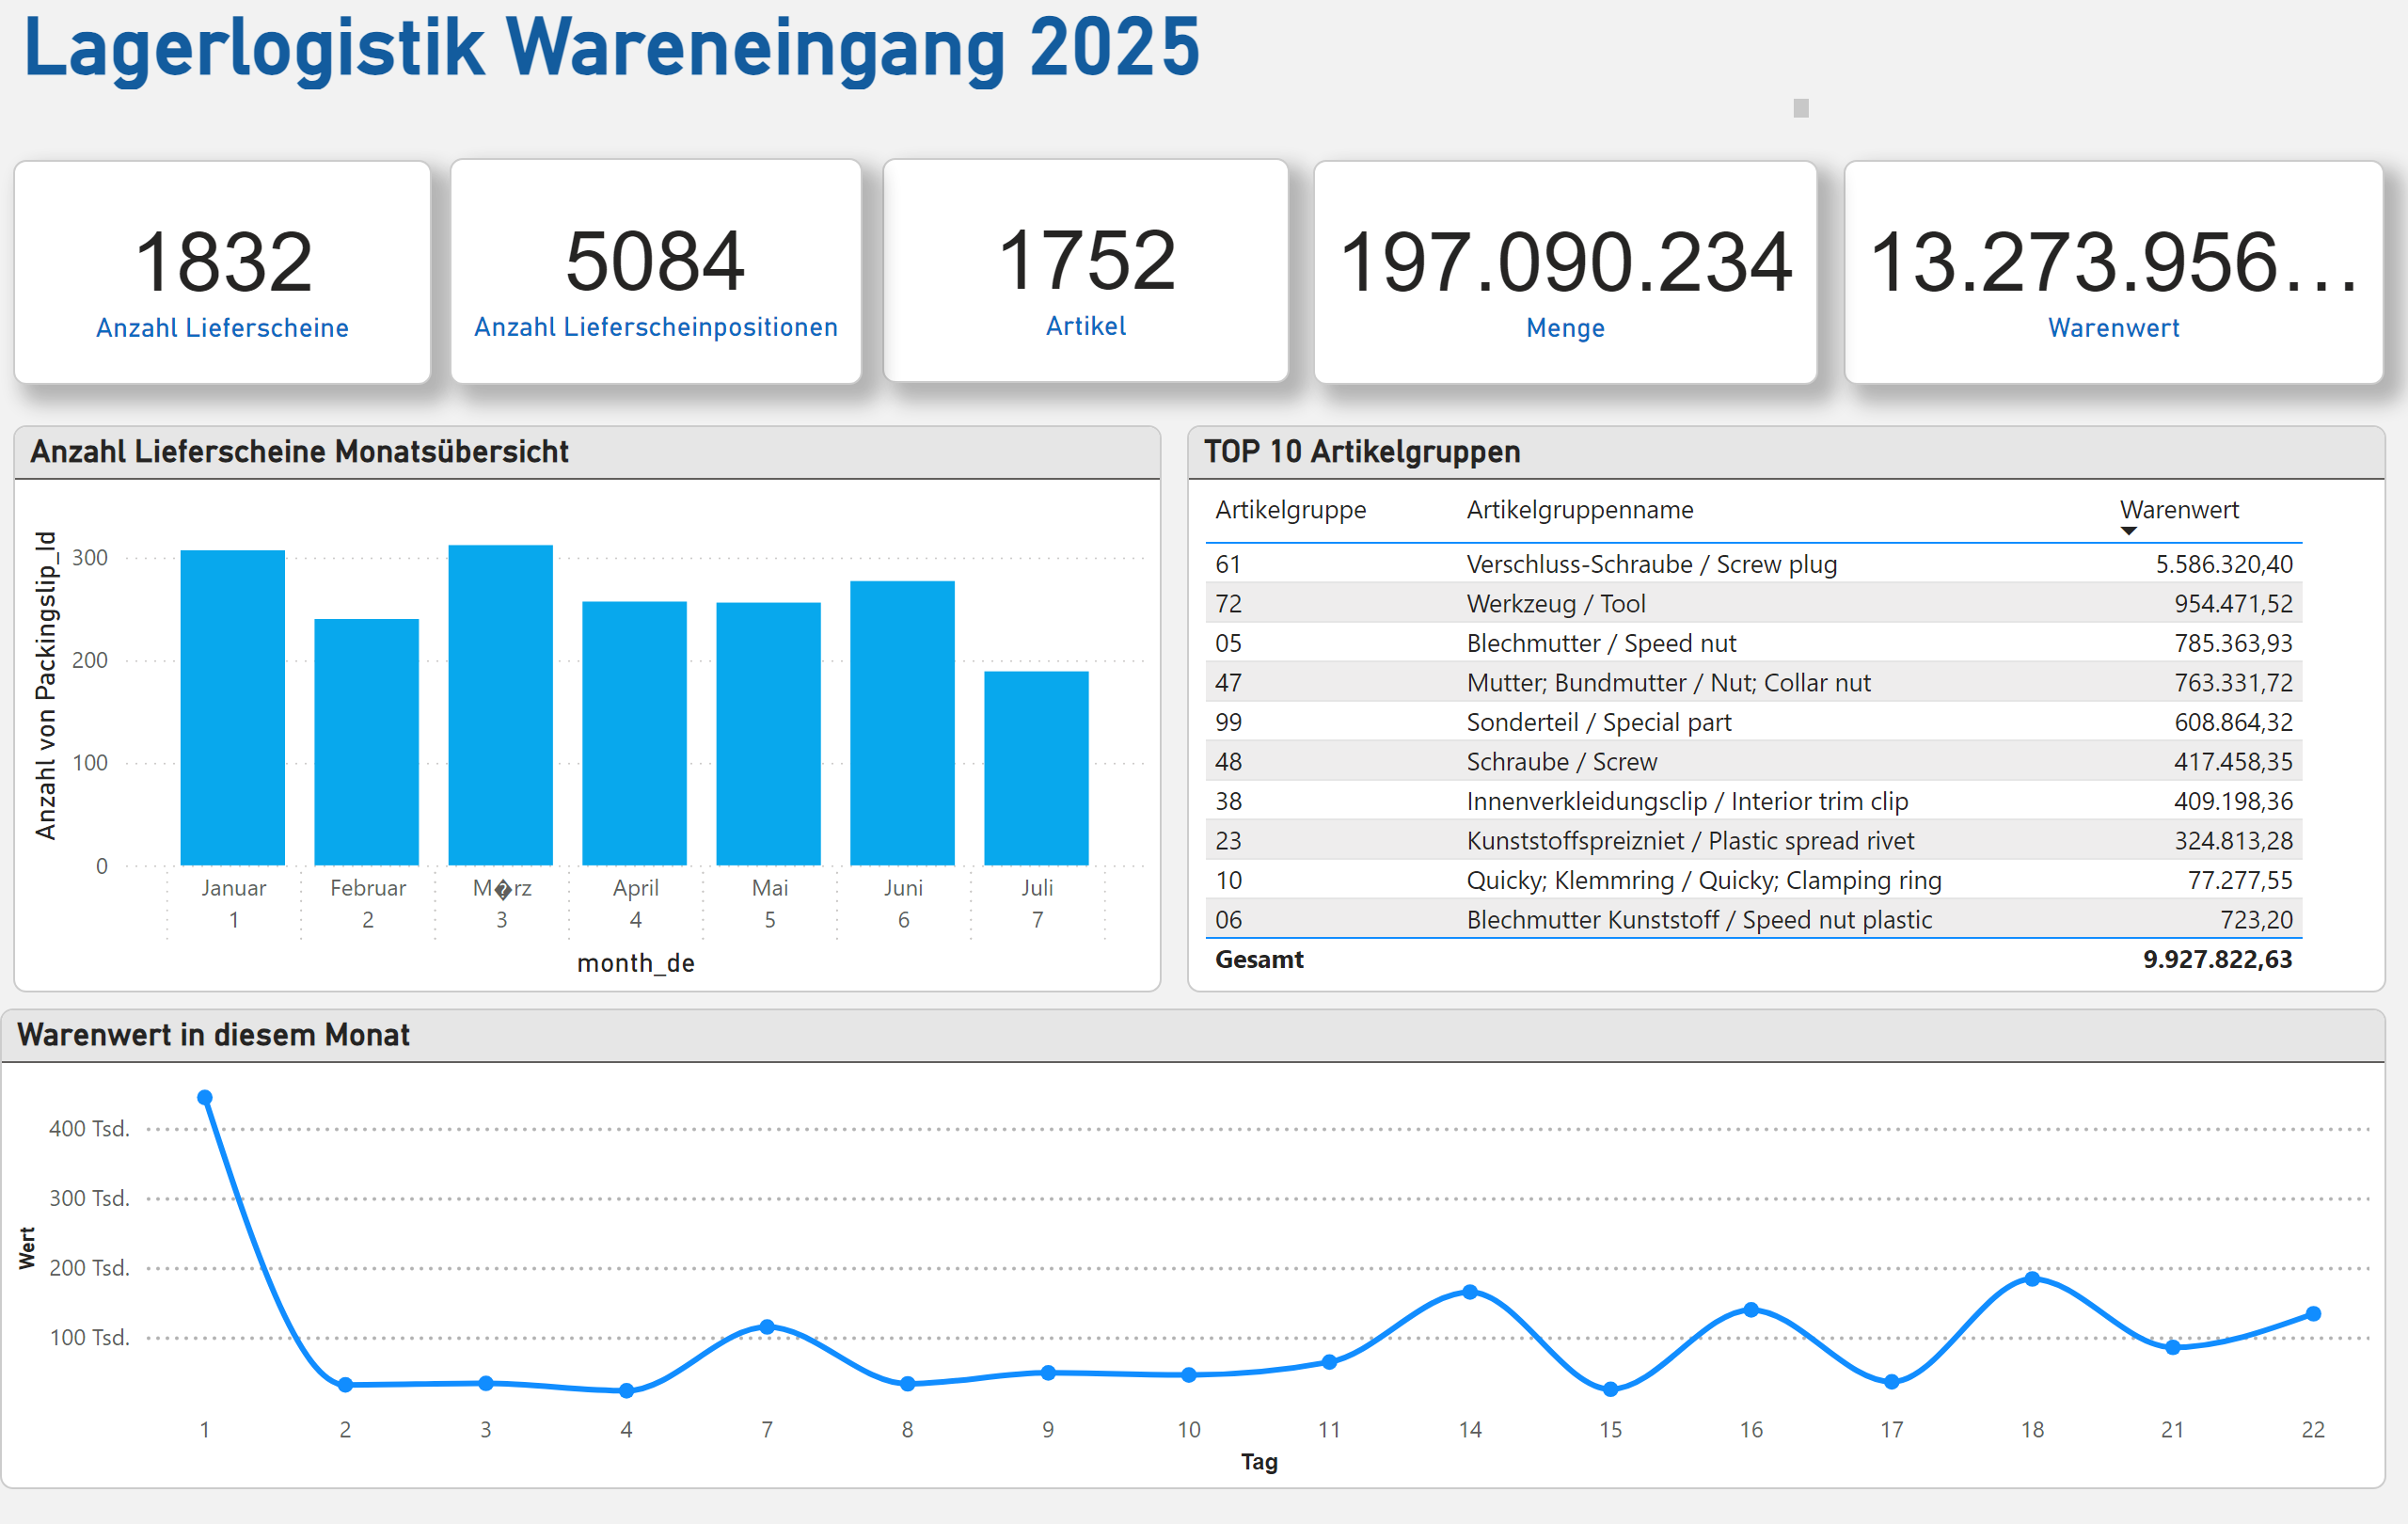 Lagerlogistik Wareneingang 2025
1832
Anzahl Lieferscheine
5084
Anzahl Lieferscheinpositionen
1752
Artikel
197.090.234
Menge
13.273.956...
Warenwert
Anzahl Lieferscheine Monatsübersicht
Anzahl von Packingslip_Id
300
200
100
0
Januar Februar M�rz April Mai Juni Juli
1 2 3 4 5 6 7
month_de
TOP 10 Artikelgruppen
Artikelgruppe Artikelgruppenname Warenwert
61 Verschluss-Schraube / Screw plug 5.586.320,40
72 Werkzeug / Tool 954.471,52
05 Blechmutter / Speed nut 785.363,93
47 Mutter; Bundmutter / Nut; Collar nut 763.331,72
99 Sonderteil / Special part 608.864,32
48 Schraube / Screw 417.458,35
38 Innenverkleidungsclip / Interior trim clip 409.198,36
23 Kunststoffspreizniet / Plastic spread rivet 324.813,28
10 Quicky; Klemmring / Quicky; Clamping ring 77.277,55
06 Blechmutter Kunststoff / Speed nut plastic 723,20
Gesamt 9.927.822,63
Warenwert in diesem Monat
Wert
400 Tsd.
300 Tsd.
200 Tsd.
100 Tsd.
1 2 3 4 7 8 9 10 11 14 15 16 17 18 21 22
Tag